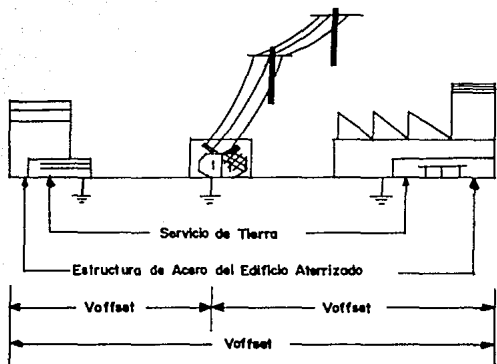 Servicio de Tierra
Estructura de Acero del Edificio Aterrizado
Voffset
Voffset
Voffset